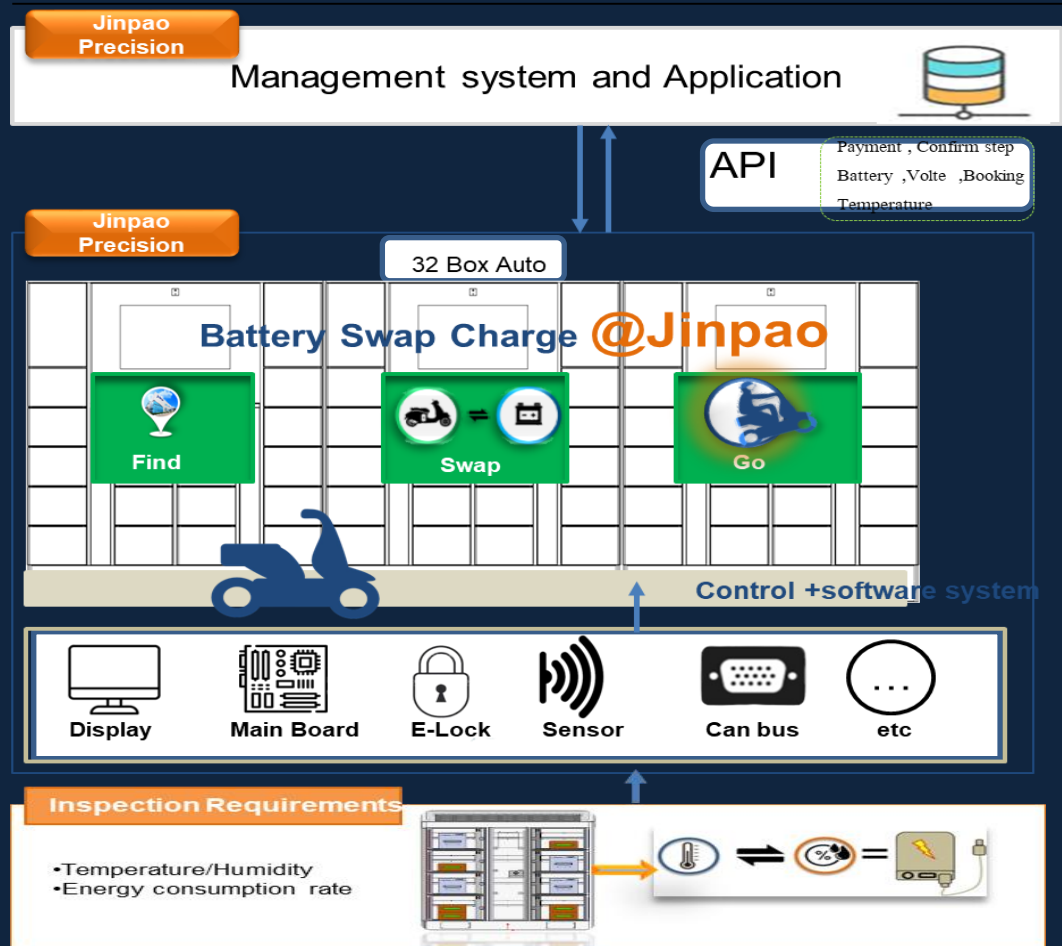 Jinpao
Precision
Management system and Application
API
Payment , Confirm step
Battery ,Volte ,Booking
Temperature
Jinpao
Precision
32 Box Auto
Battery Swap Charge @Jinpao
Find
Swap
Go
Control +software system
Display
Main Board
E-Lock
Sensor
Can bus
etc
Inspection Requirements
•Temperature/Humidity
•Energy consumption rate
%